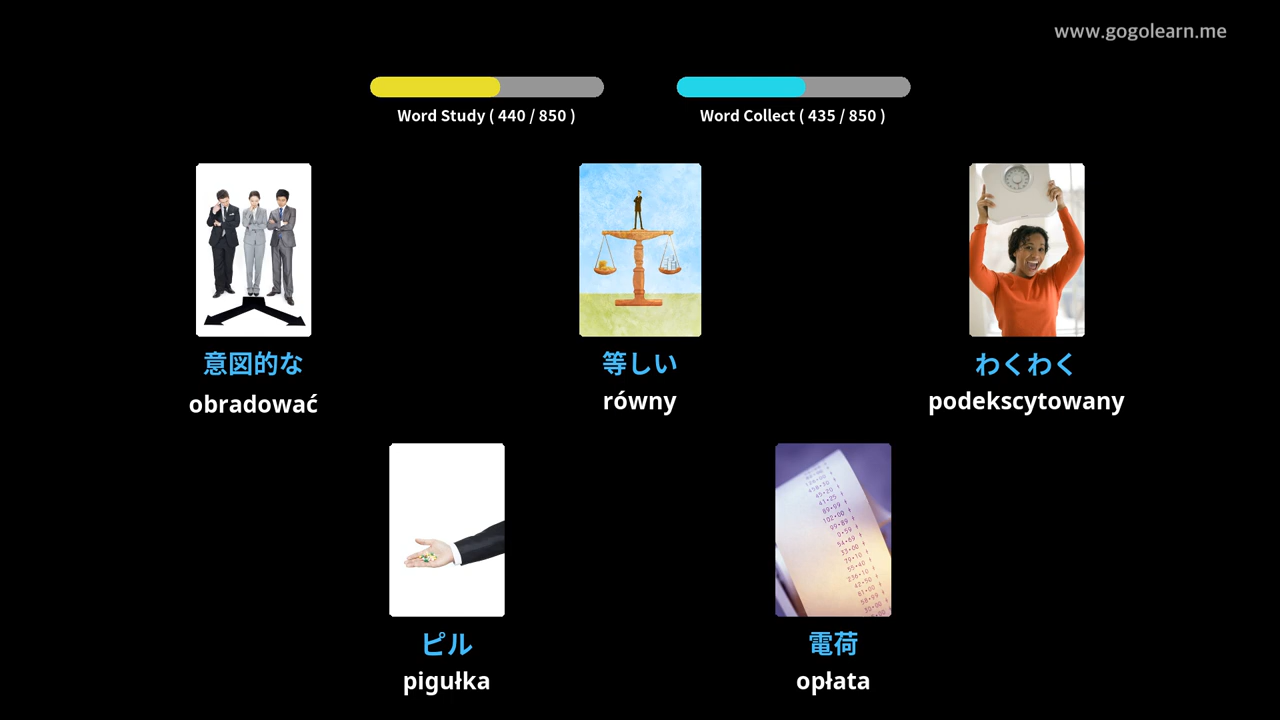 www.gogolearn.me
Word Study ( 440 / 850 )
Word Collect ( 435 / 850 )
意図的な
obradować
等しい
równy
わくわく
podekscytowany
ピル
pigułka
電荷
opłata